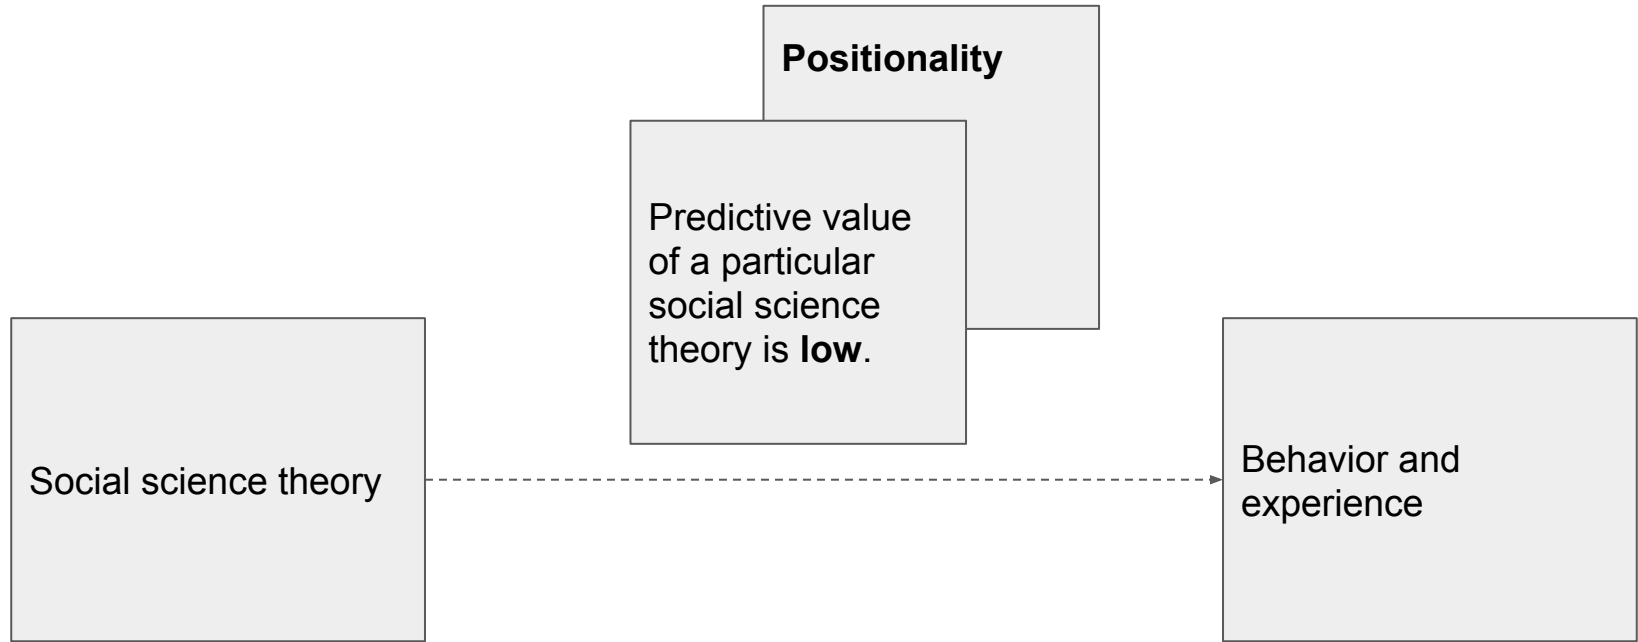 Positionality
Predictive value
of a particular
social science
theory is low.
Social science theory
Behavior and
experience